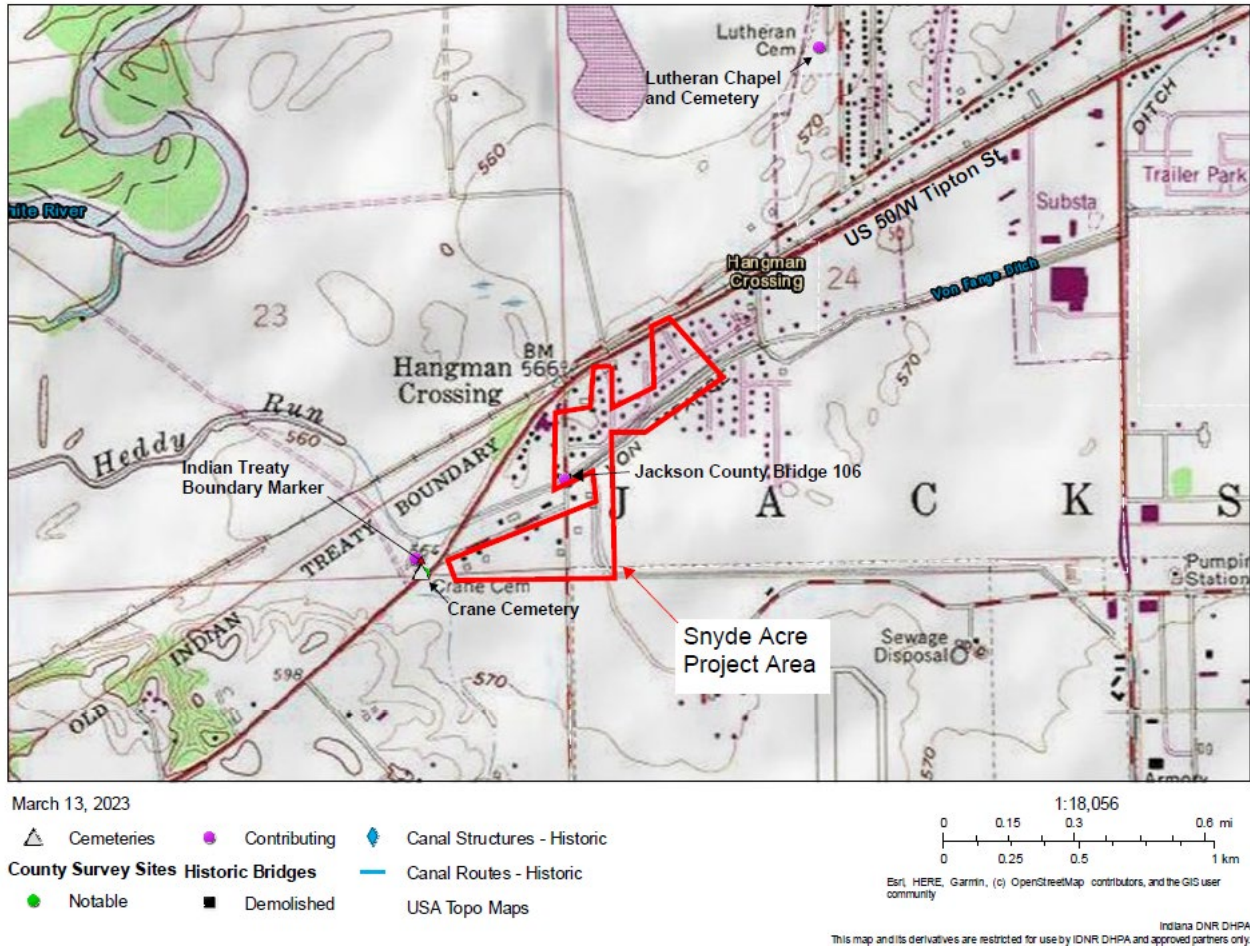 Lutheran
Cem
Lutheran Chapel
and Cemetery
570
560
DITCH
Trailer Park
hite River
US 50/W Tipton St
Substa
Hangman
Crossing
24
Von Fange Ditch
23
BM
566
Hangman
Crossing
570
Heddy Run
560
Indian Treaty
Boundary Marker
Jackson County Bridge 106
J A C K S
OLD INDIAN TREATY BOUNDARY
Crane Cem
Crane Cemetery
Pumpin
Station
Snyde Acre
Project Area
Sewage
Disposal
598
570
570
Armory
March 13, 2023
Cemeteries
Contributing
Canal Structures - Historic
County Survey Sites
Historic Bridges
Canal Routes - Historic
Notable
Demolished
USA Topo Maps
1:18,056
0 0.15 0.3 0.6 mi
0 0.25 0.5 1 km
Esri, HERE, Garmin, (c) OpenStreetMap contributors, and the GIS user
community
Indiana DNR DHPA
This map and its derivatives are restricted for use by IDNR DHPA and approved partners only.